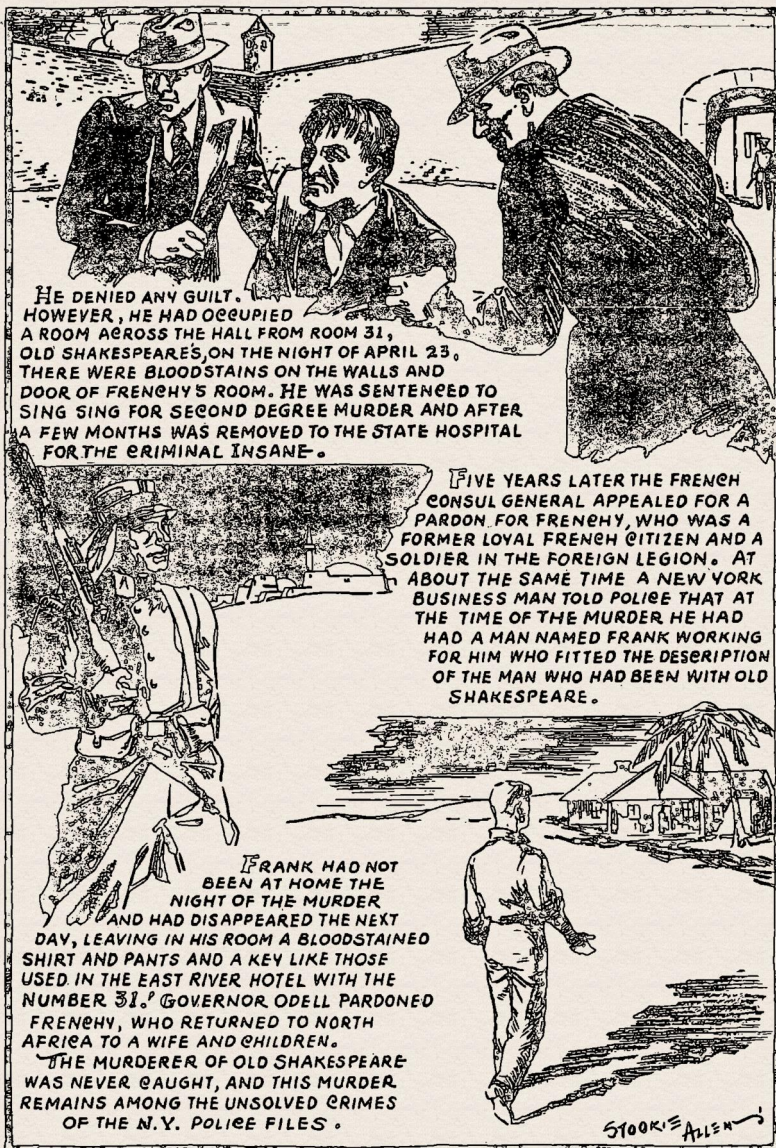 HE DENIED ANY GUILT.
HOWEVER, HE HAD OCCUPIED
A ROOM ACROSS THE HALL FROM ROOM 31,
OLD SHAKESPEARE'S, ON THE NIGHT OF APRIL 23.
THERE WERE BLOODSTAINS ON THE WALLS AND
DOOR OF FRENCHY'S ROOM. HE WAS SENTENCED TO
SING SING FOR SECOND DEGREE MURDER AND AFTER
A FEW MONTHS WAS REMOVED TO THE STATE HOSPITAL
FOR THE CRIMINAL INSANE.
FIVE YEARS LATER THE FRENCH
CONSUL GENERAL APPEALED FOR A
PARDON FOR FRENCHY, WHO WAS A
FORMER LOYAL FRENCH CITIZEN AND A
SOLDIER IN THE FOREIGN LEGION. AT
ABOUT THE SAME TIME A NEW YORK
BUSINESS MAN TOLD POLICE THAT AT
THE TIME OF THE MURDER HE HAD
HAD A MAN NAMED FRANK WORKING
FOR HIM WHO FITTED THE DESCRIPTION
OF THE MAN WHO HAD BEEN WITH OLD
SHAKESPEARE.
FRANK HAD NOT
BEEN AT HOME THE
NIGHT OF THE MURDER
AND HAD DISAPPEARED THE NEXT
DAY, LEAVING IN HIS ROOM A BLOODSTAINED
SHIRT AND PANTS AND A KEY LIKE THOSE
USED IN THE EAST RIVER HOTEL WITH THE
NUMBER 31.' GOVERNOR ODELL PARDONED
FRENCHY, WHO RETURNED TO NORTH
AFRICA TO A WIFE AND CHILDREN.
THE MURDERER OF OLD SHAKESPEARE
WAS NEVER CAUGHT, AND THIS MURDER
REMAINS AMONG THE UNSOLVED CRIMES
OF THE N.Y. POLICE FILES.
STOOKIE ALLEN